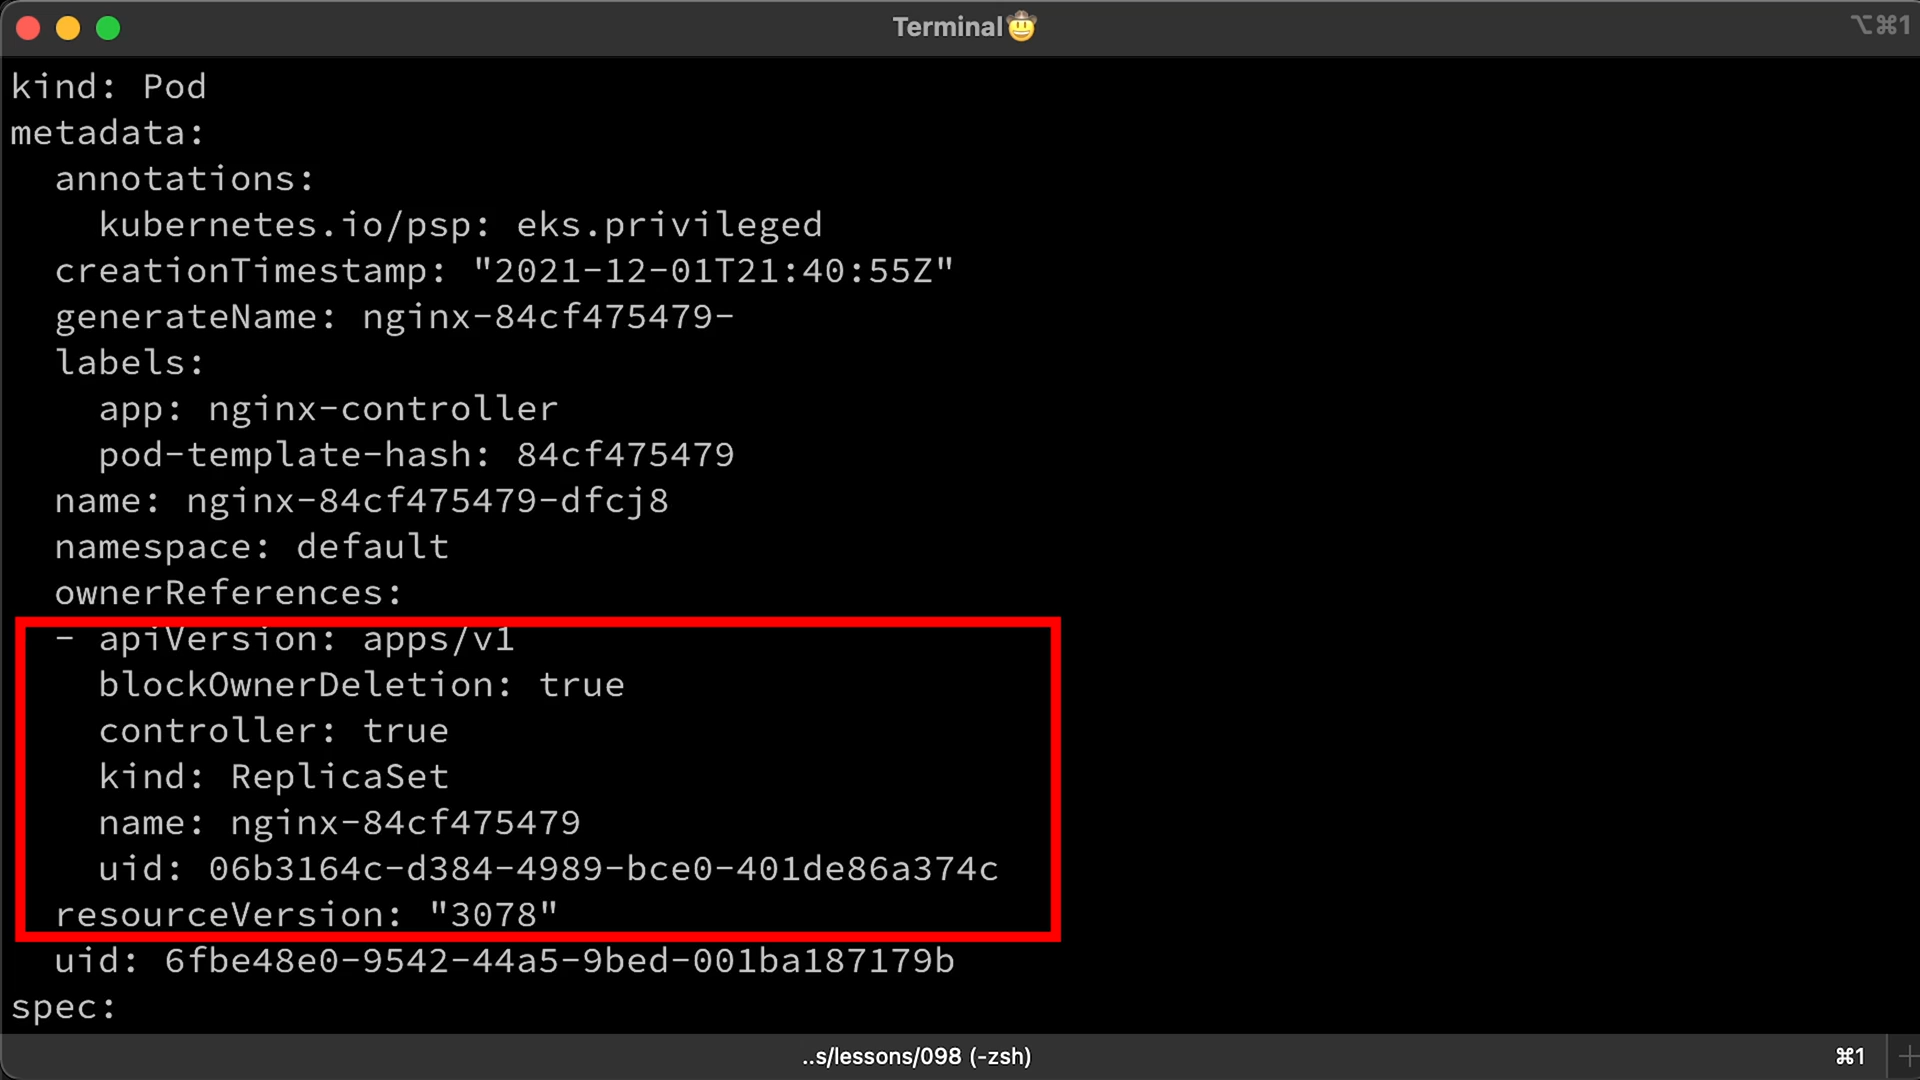 Terminal🤠
⌥⌘1
kind: Pod
metadata:
  annotations:
    kubernetes.io/psp: eks.privileged
  creationTimestamp: "2021-12-01T21:40:55Z"
  generateName: nginx-84cf475479-
  labels:
    app: nginx-controller
    pod-template-hash: 84cf475479
  name: nginx-84cf475479-dfcj8
  namespace: default
  ownerReferences:
  - apiVersion: apps/v1
    blockOwnerDeletion: true
    controller: true
    kind: ReplicaSet
    name: nginx-84cf475479
    uid: 06b3164c-d384-4989-bce0-401de86a374c
  resourceVersion: "3078"
  uid: 6fbe48e0-9542-44a5-9bed-001ba187179b
spec:
..s/lessons/098 (-zsh)
⌘1